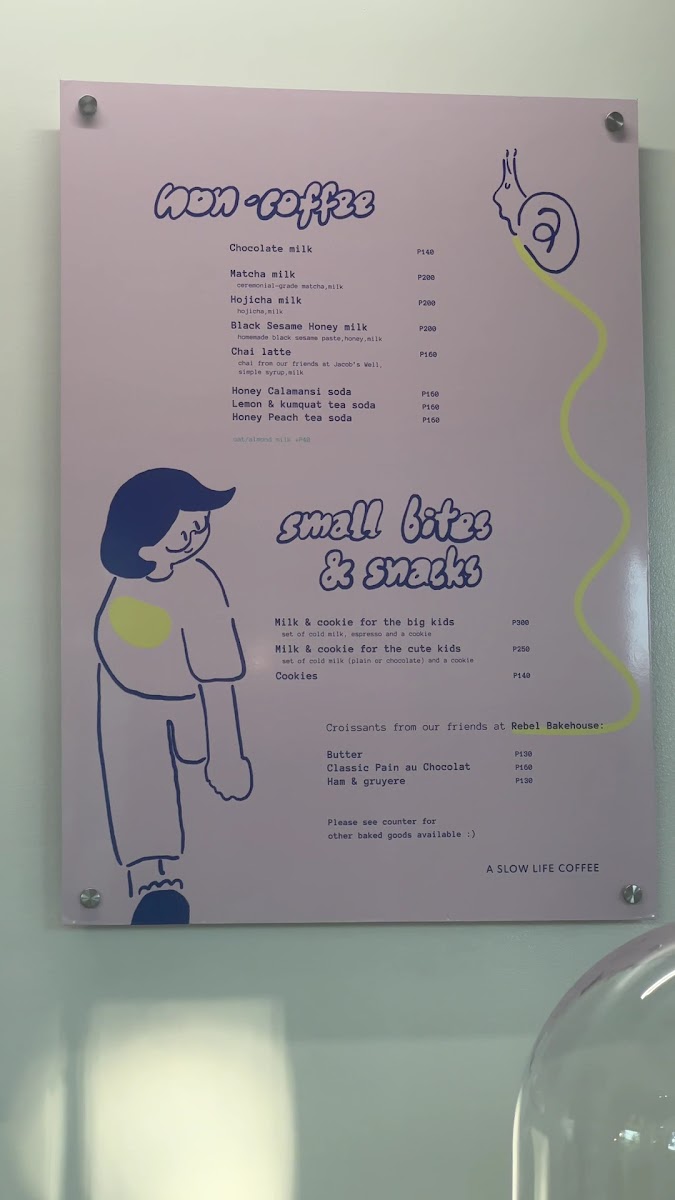 non-coffee
Chocolate milk P140
Matcha milk P200
ceremonial-grade matcha,milk
Hojicha milk P200
hojicha,milk
Black Sesame Honey milk P200
homemade black sesame paste,honey,milk
Chai latte P160
chai from our friends at Jacob's Well,
simple syrup,milk
Honey Calamansi soda P160
Lemon & kumquat tea soda P160
Honey Peach tea soda P160
oat/almond milk +P40
small bites
& snacks
Milk & cookie for the big kids P300
set of cold milk, espresso and a cookie
Milk & cookie for the cute kids P250
set of cold milk (plain or chocolate) and a cookie
Cookies P140
Croissants from our friends at Rebel Bakehouse:
Butter P130
Classic Pain au Chocolat P160
Ham & gruyere P130
Please see counter for
other baked goods available :)
A SLOW LIFE COFFEE